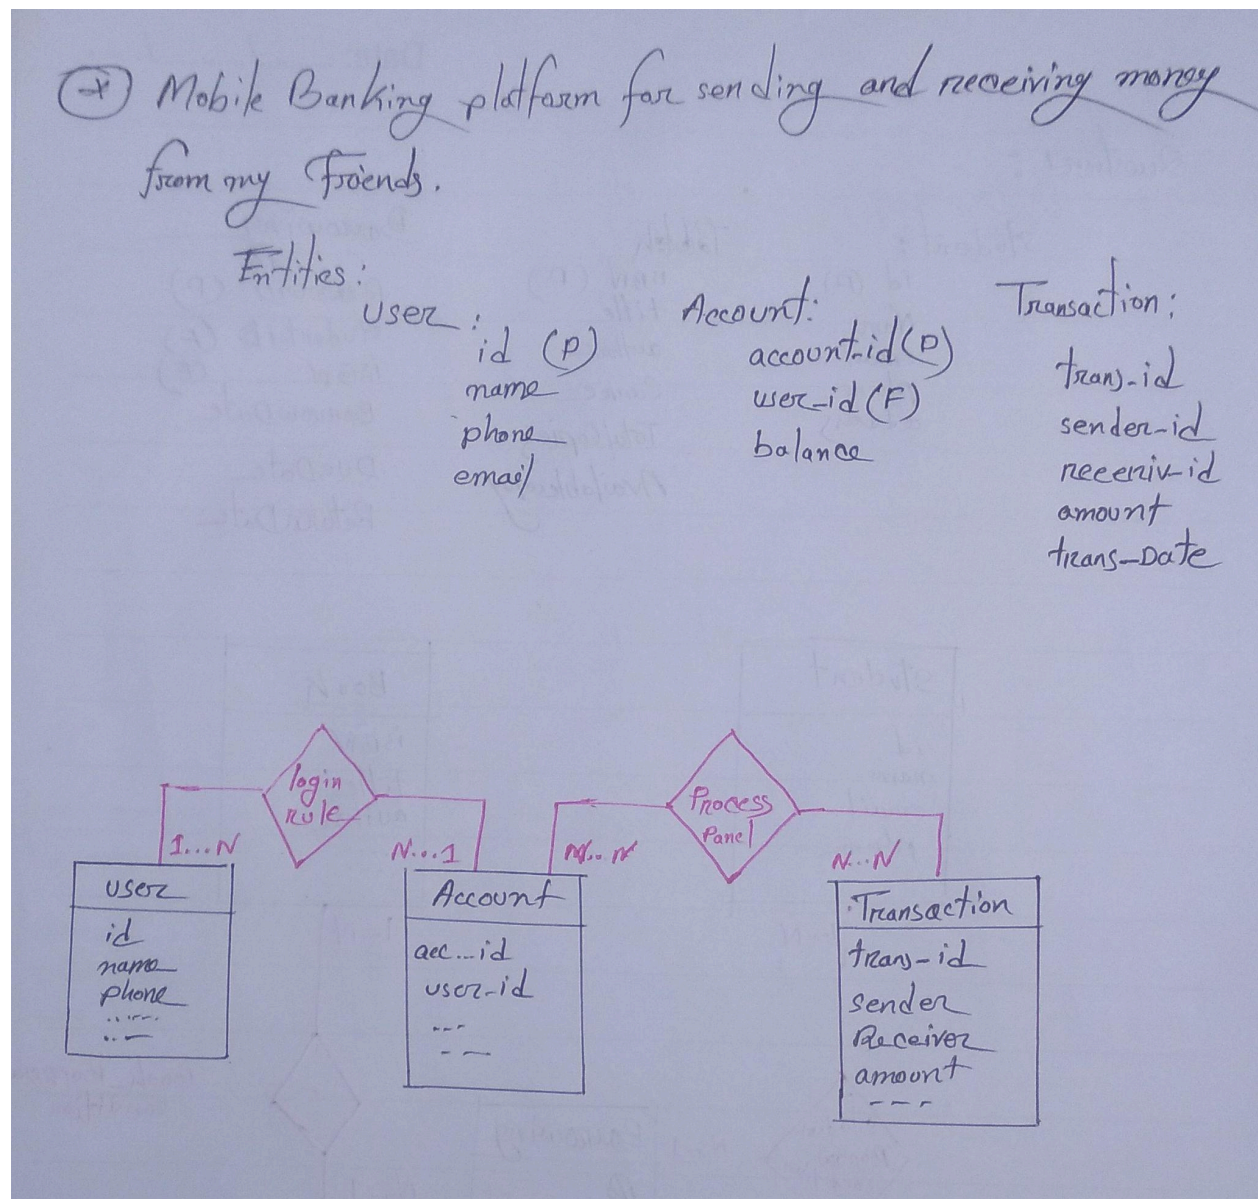 * Mobile Banking platform for sending and receiving money
from my Friends.
Entities:
user:
id (P)
name
phone
email
Account:
account-id (P)
user-id (F)
balance
Transaction:
trans-id
sender-id
receeniv-id
amount
trans-Date
login
rule
1...N
N...1
Process
Panel
N...N
user
id
name
phone
Account
acc...id
user-id
Transaction
trans-id
sender
Receiver
amount